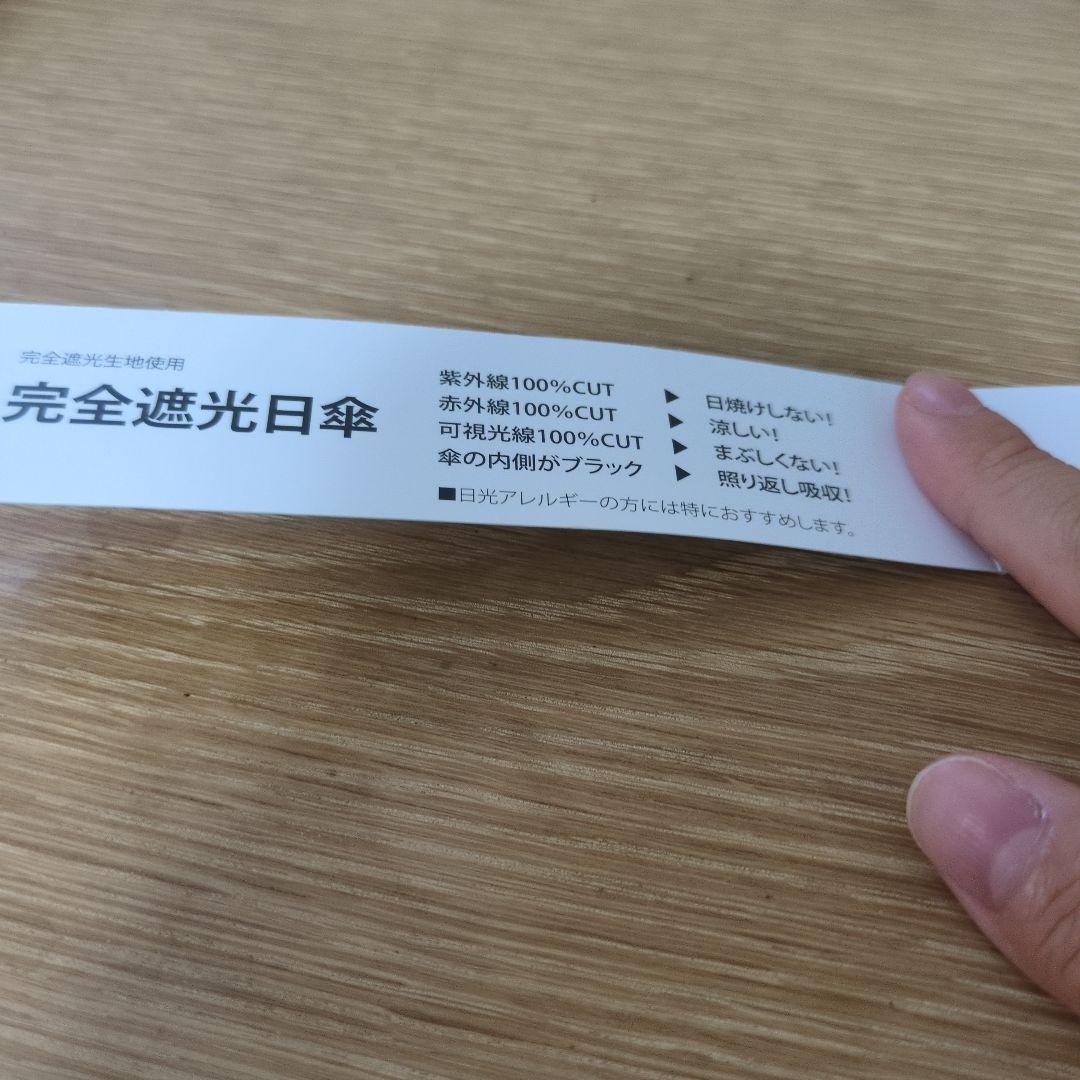 完全遮光生地使用
完全遮光日傘
紫外線100%CUT ▶ 日焼けしない!
赤外線100%CUT ▶ 涼しい!
可視光線100%CUT ▶ まぶしくない!
傘の内側がブラック ▶ 照り返し吸収!
■日光アレルギーの方には特におすすめします。